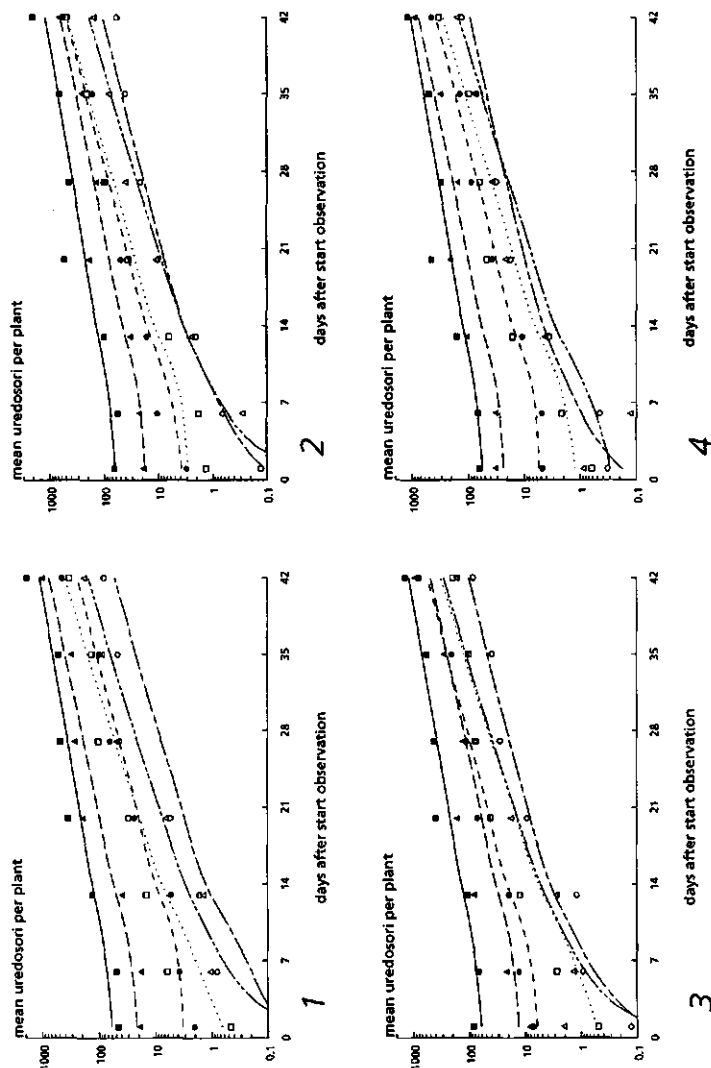 mean uredosori per plant
1000
100
10
1
0.1
0 7 14 21 28 35 42
days after start observation
1
mean uredosori per plant
1000
100
10
1
0.1
0 7 14 21 28 35 42
days after start observation
2
mean uredosori per plant
1000
100
10
1
0.1
0 7 14 21 28 35 42
days after start observation
3
mean uredosori per plant
1000
100
10
1
0.1
0 7 14 21 28 35 42
days after start observation
4